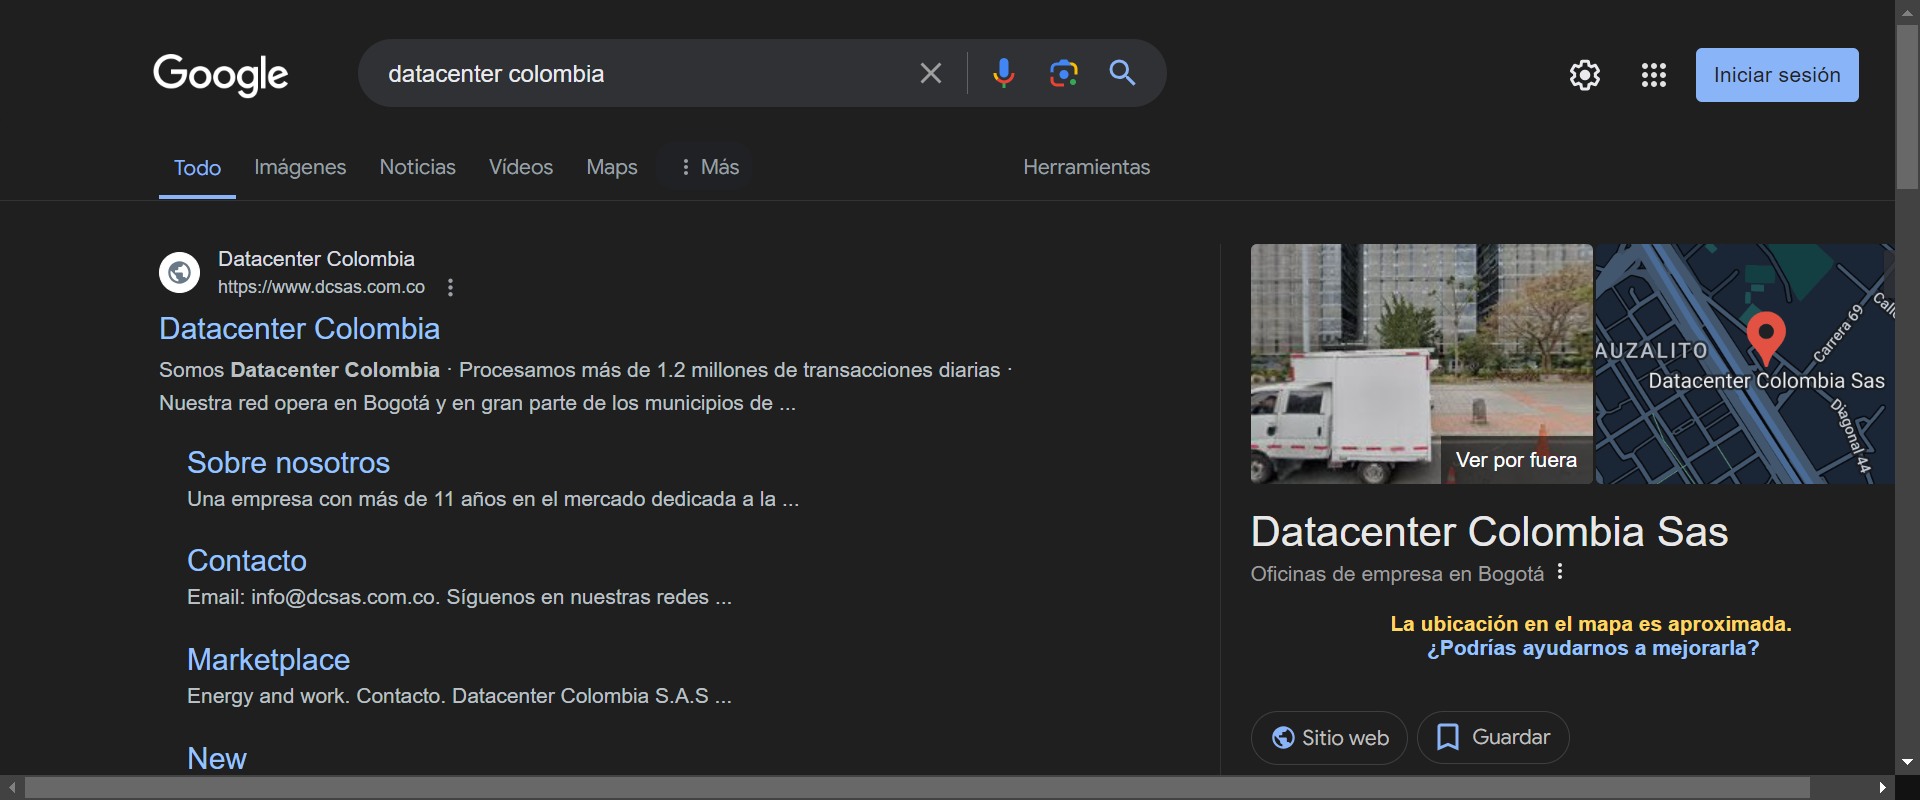 Google
datacenter colombia
Iniciar sesión
Todo
Imágenes
Noticias
Vídeos
Maps
Más
Herramientas
Datacenter Colombia
https://www.dcsas.com.co
Datacenter Colombia
Somos Datacenter Colombia · Procesamos más de 1.2 millones de transacciones diarias ·
Nuestra red opera en Bogotá y en gran parte de los municipios de ...
Sobre nosotros
Una empresa con más de 11 años en el mercado dedicada a la ...
Contacto
Email: info@dcsas.com.co. Síguenos en nuestras redes ...
Marketplace
Energy and work. Contacto. Datacenter Colombia S.A.S ...
New
Ver por fuera
AUZALITO
Carrera 69
Calle
Datacenter Colombia Sas
Diagonal 44
Datacenter Colombia Sas
Oficinas de empresa en Bogotá
La ubicación en el mapa es aproximada.
¿Podrías ayudarnos a mejorarla?
Sitio web
Guardar